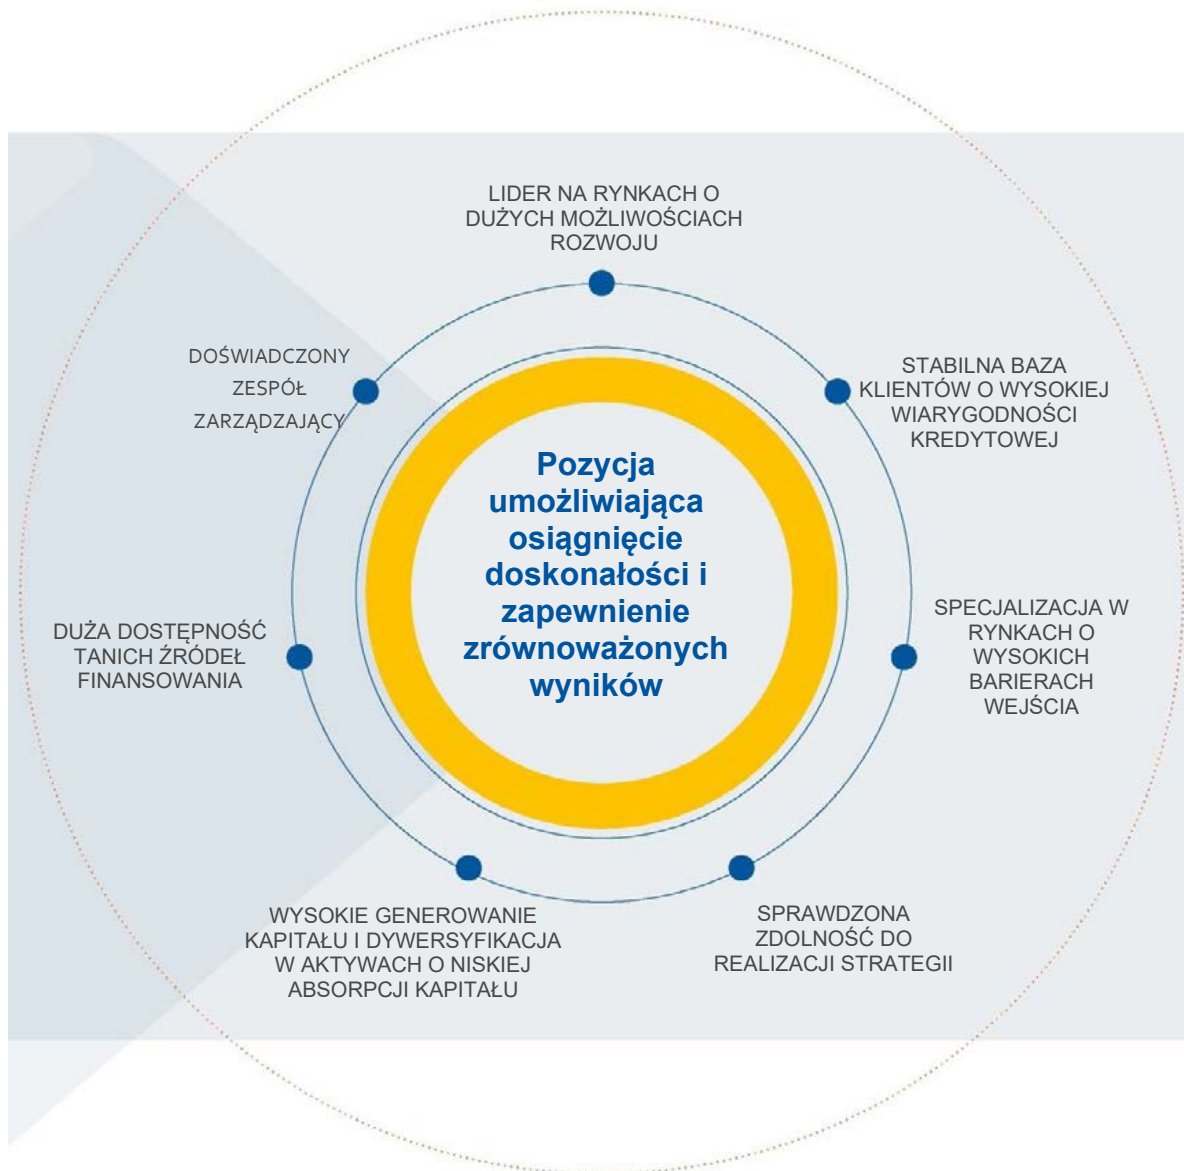 LIDER NA RYNKACH O
DUŻYCH MOŻLIWOŚCIACH
ROZWOJU
DOŚWIADCZONY
ZESPÓŁ
ZARZĄDZAJĄCY
STABILNA BAZA
KLIENTÓW O WYSOKIEJ
WIARYGODNOŚCI
KREDYTOWEJ
Pozycja
umożliwiająca
osiągnięcie
doskonałości i
zapewnienie
zrównoważonych
wyników
DUŻA DOSTĘPNOŚĆ
TANICH ŹRÓDEŁ
FINANSOWANIA
SPECJALIZACJA W
RYNKACH O
WYSOKICH
BARIERACH
WEJŚCIA
WYSOKIE GENEROWANIE
KAPITAŁU I DYWERSYFIKACJA
W AKTYWACH O NISKIEJ
ABSORPCJI KAPITAŁU
SPRAWDZONA
ZDOLNOŚĆ DO
REALIZACJI STRATEGII